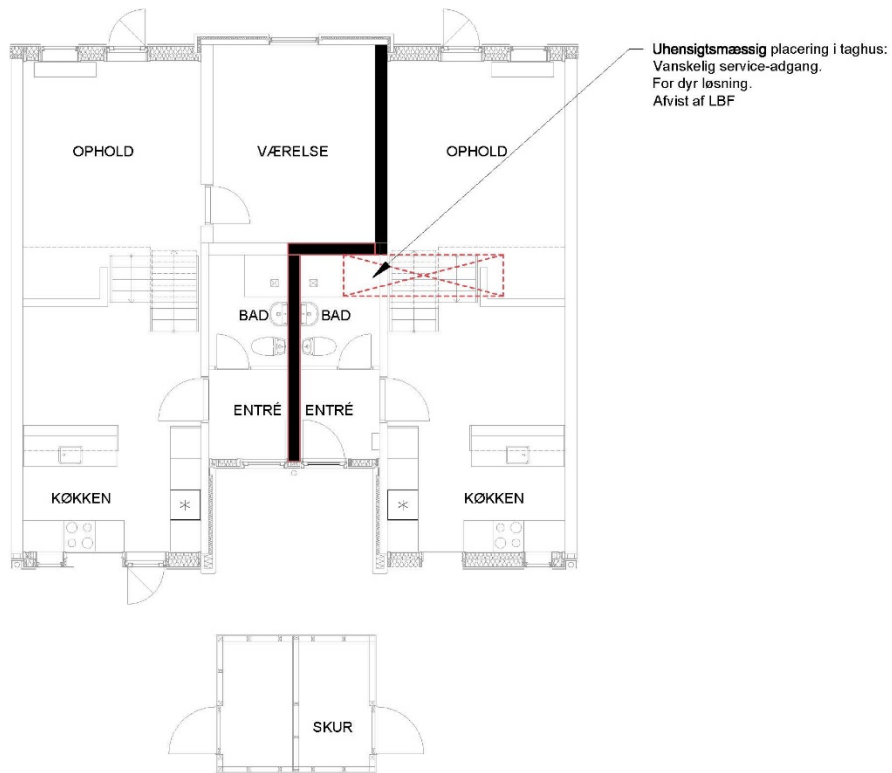 Uhensigtsmæssig placering i taghus:
Vanskelig service-adgang.
For dyr løsning.
Afvist af LBF
OPHOLD
VÆRELSE
OPHOLD
BAD
BAD
ENTRÉ
ENTRÉ
KØKKEN
KØKKEN
SKUR